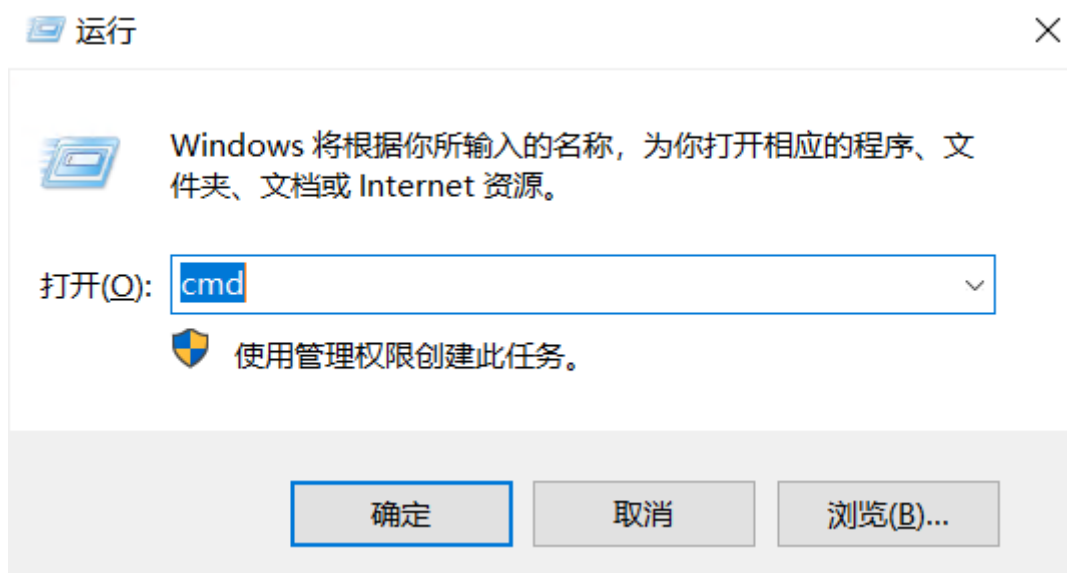 运行
Windows 将根据你所输入的名称，为你打开相应的程序、文
件夹、文档或 Internet 资源。
打开(O): cmd
使用管理权限创建此任务。
确定 取消 浏览(B)...